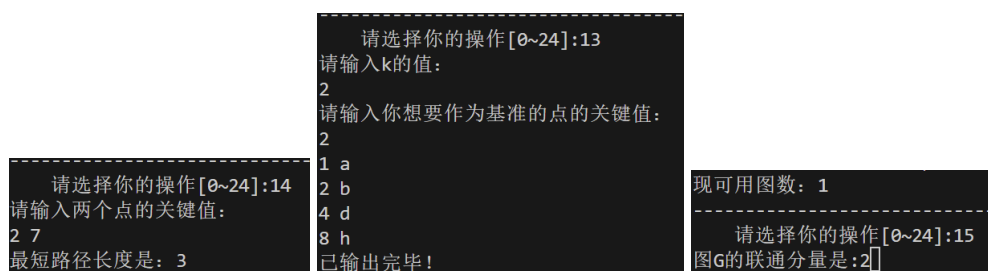 请选择你的操作[0~24]:14
请输入两个点的关键值：
2 7
最短路径长度是：3
请选择你的操作[0~24]:13
请输入k的值：
2
请输入你想要作为基准的点的关键值：
2
1 a
2 b
4 d
8 h
已输出完毕！
现可用图数：1
请选择你的操作[0~24]:15
图G的联通分量是:2